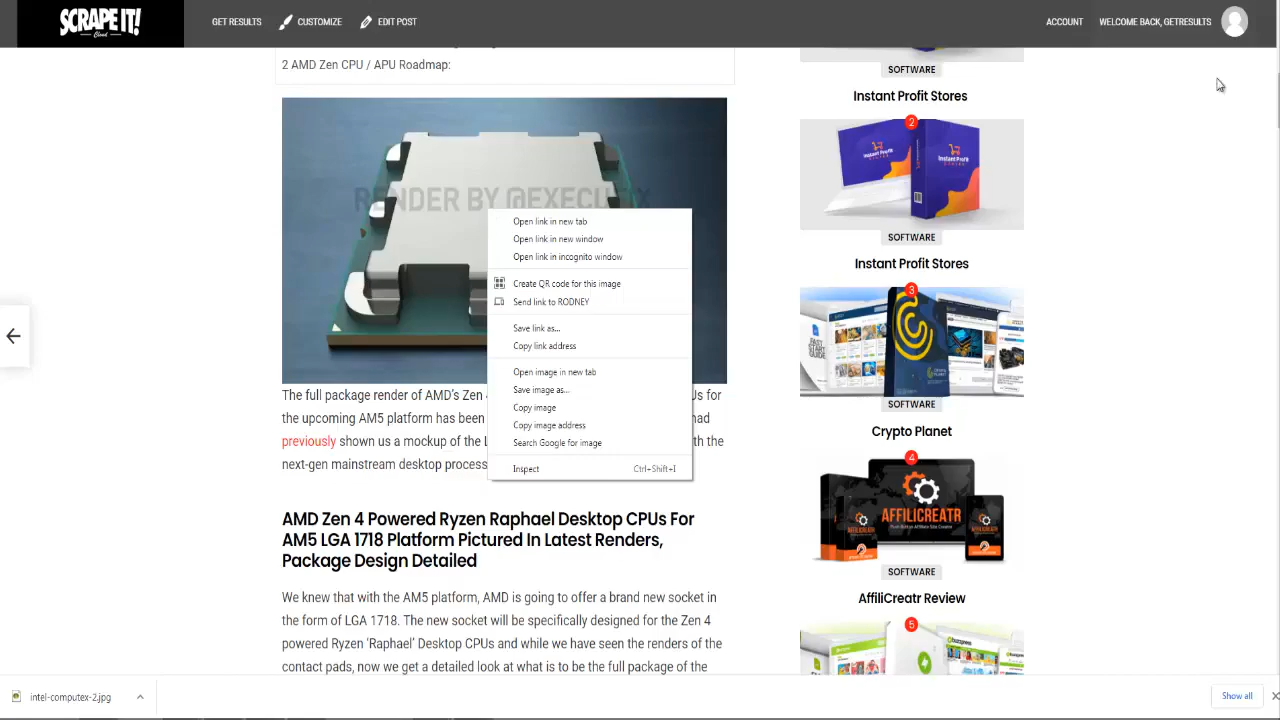 SCRAPE IT!
Cloud
GET RESULTS
CUSTOMIZE
EDIT POST
ACCOUNT
WELCOME BACK, GETRESULTS
2 AMD Zen CPU / APU Roadmap:
RENDER BY @EXECUFIX
Open link in new tab
Open link in new window
Open link in incognito window
Create QR code for this image
Send link to RODNEY
Save link as...
Copy link address
Open image in new tab
Save image as...
Copy image
Copy image address
Search Google for image
Inspect Ctrl+Shift+I
The full package render of AMD's Zen
Us for
the upcoming AM5 platform has been
had
previously shown us a mockup of the
th the
next-gen mainstream desktop process
AMD Zen 4 Powered Ryzen Raphael Desktop CPUs For
AM5 LGA 1718 Platform Pictured In Latest Renders,
Package Design Detailed
We knew that with the AM5 platform, AMD is going to offer a brand new socket in
the form of LGA 1718. The new socket will be specifically designed for the Zen 4
powered Ryzen 'Raphael' Desktop CPUs and while we have seen the renders of the
contact pads, now we get a detailed look at what is to be the full package of the
SOFTWARE
Instant Profit Stores
2
Instant Profit
Instant Profit
SOFTWARE
Instant Profit Stores
3
FAST
START
GUIDE
SOFTWARE
Crypto Planet
4
AFFILICREATR
SOFTWARE
AffiliCreatr Review
5
intel-computex-2.jpg
Show all